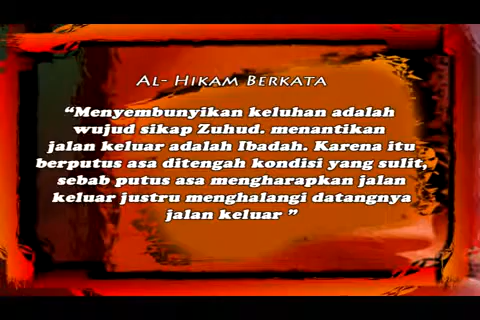 AL- HIKAM BERKATA
“Menyembunyikan keluhan adalah
wujud sikap Zuhud. menantikan
jalan keluar adalah Ibadah. Karena itu
berputus asa ditengah kondisi yang sulit,
sebab putus asa mengharapkan jalan
keluar justru menghalangi datangnya
jalan keluar ”